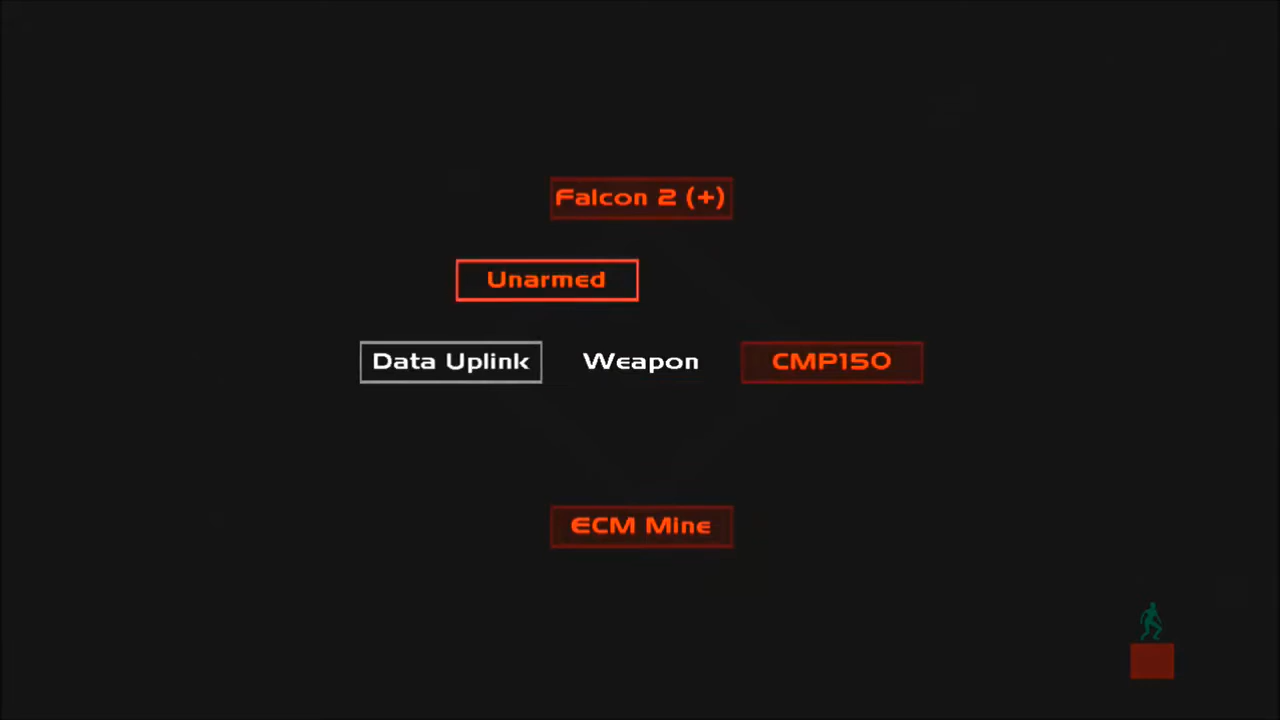 Falcon 2 (+)
Unarmed
Data Uplink
Weapon
CMP150
ECM Mine